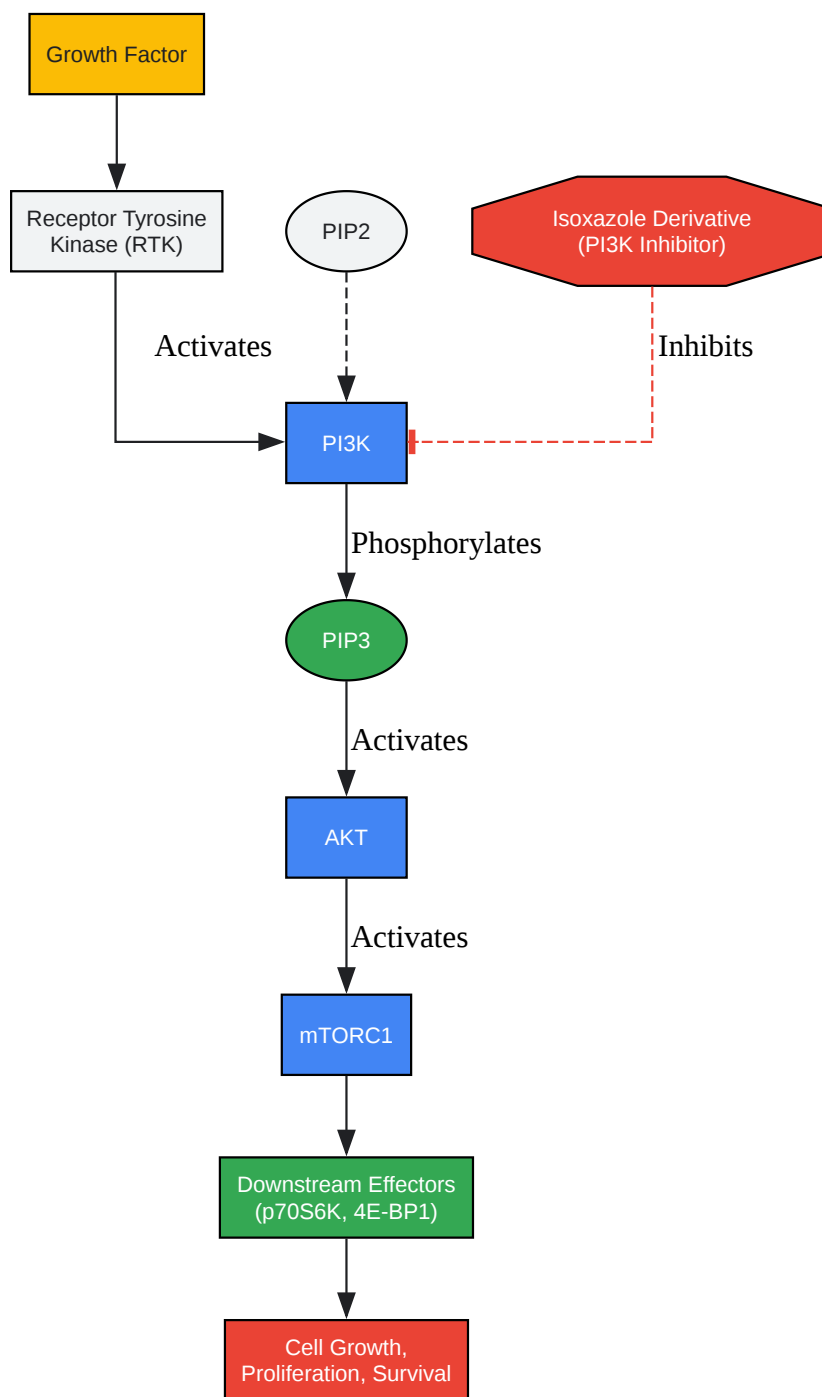 Growth Factor
Receptor Tyrosine
Kinase (RTK)
PIP2
Isoxazole Derivative
(PI3K Inhibitor)
Activates
Inhibits
PI3K
Phosphorylates
PIP3
Activates
AKT
Activates
mTORC1
Downstream Effectors
(p70S6K, 4E-BP1)
Cell Growth,
Proliferation, Survival